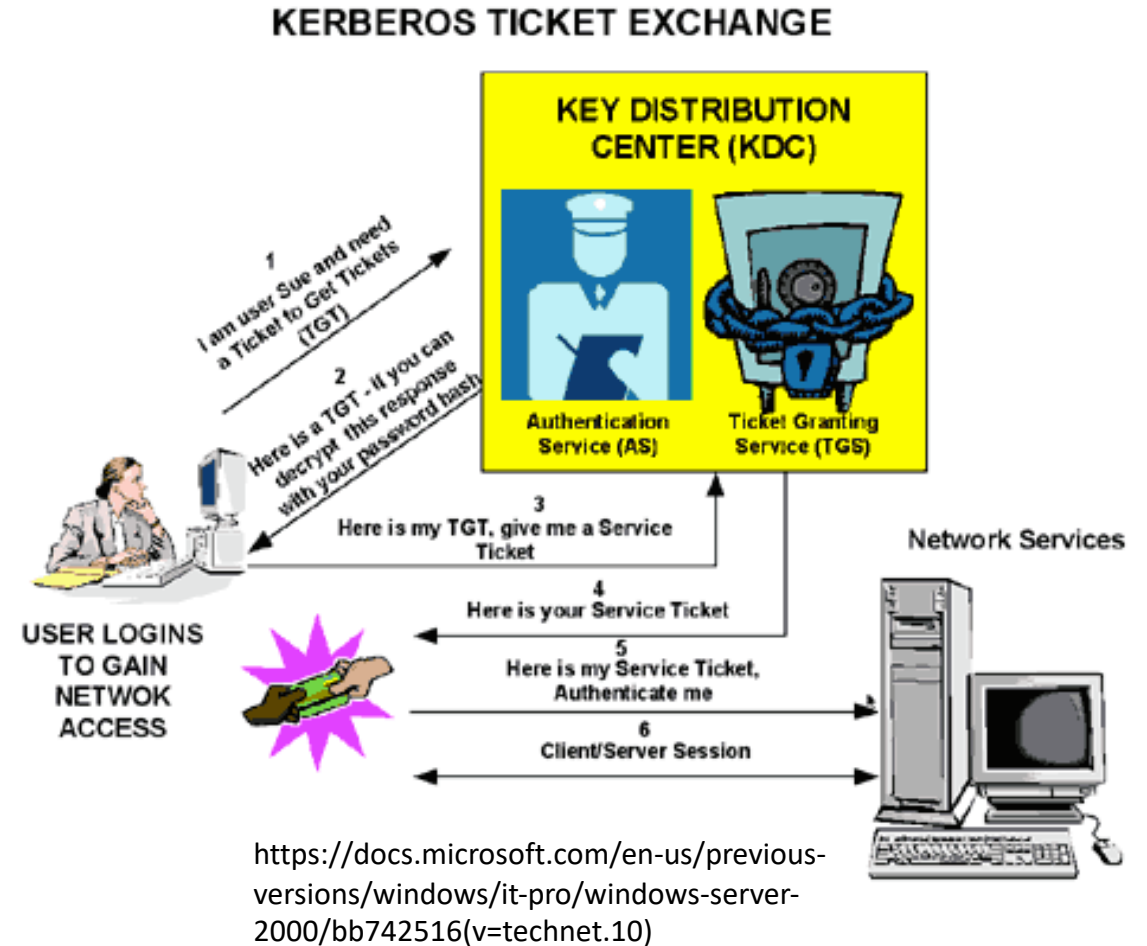 KERBEROS TICKET EXCHANGE
KEY DISTRIBUTION
CENTER (KDC)
Authentication
Service (AS)
Ticket Granting
Service (TGS)
1
I am user Sue and need
a Ticket to Get Tickets
(TGT)
2
Here is a TGT - if you can
decrypt this response
with your password hash
3
Here is my TGT, give me a Service
Ticket
4
Here is your Service Ticket
5
Here is my Service Ticket,
Authenticate me
6
Client/Server Session
USER LOGINS
TO GAIN
NETWOK
ACCESS
Network Services
https://docs.microsoft.com/en-us/previous-
versions/windows/it-pro/windows-server-
2000/bb742516(v=technet.10)